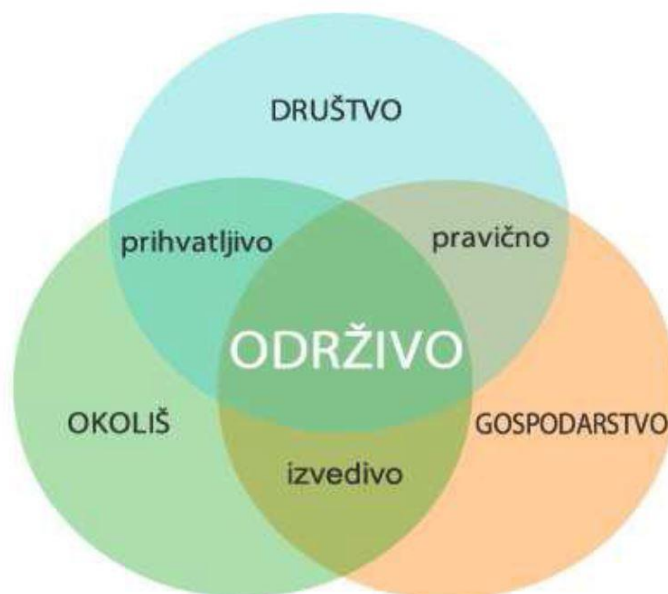 DRUŠTVO
prihvatljivo
pravično
ODRŽIVO
OKOLIŠ
GOSPODARSTVO
izvedivo